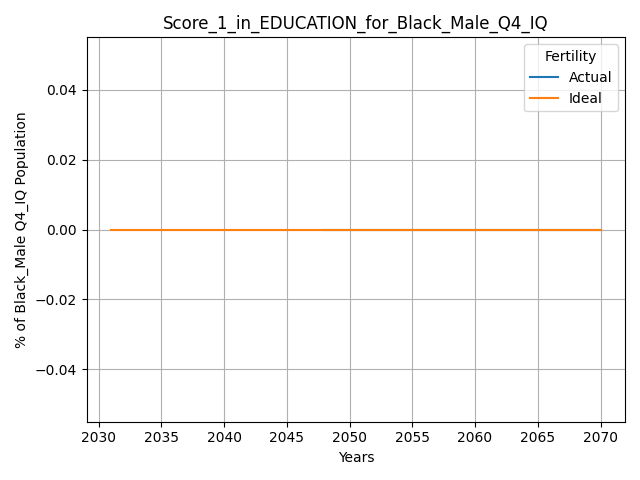 Score_1_in_EDUCATION_for_Black_Male_Q4_IQ
Fertility
Actual
Ideal
% of Black_Male Q4_IQ Population
0.04
0.02
0.00
−0.02
−0.04
2030 2035 2040 2045 2050 2055 2060 2065 2070
Years